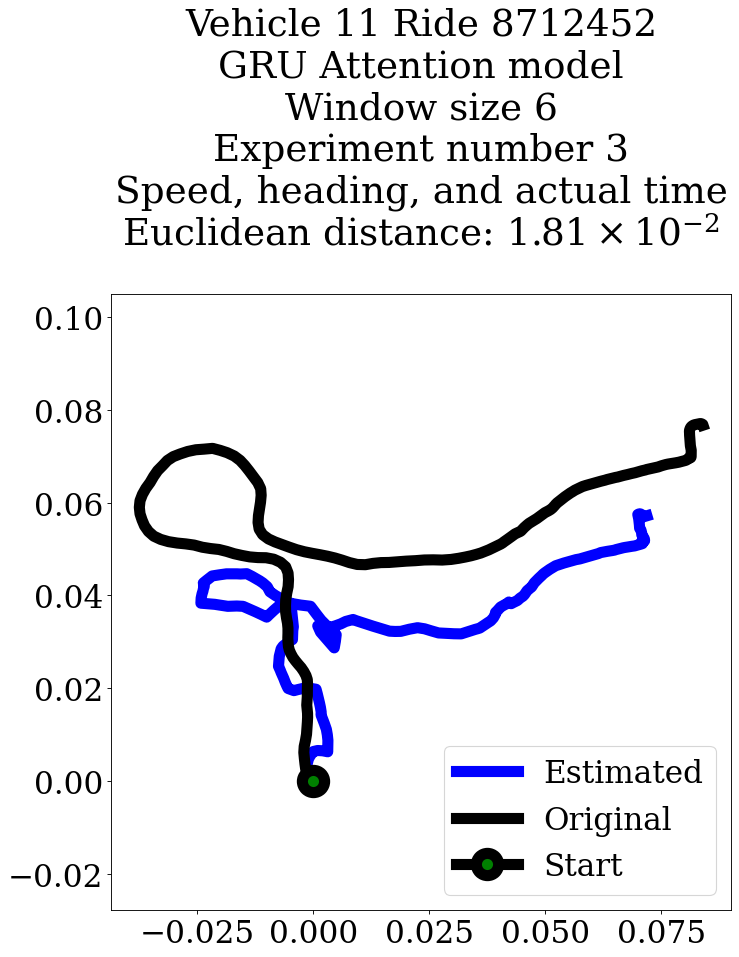 Vehicle 11 Ride 8712452
GRU Attention model
Window size 6
Experiment number 3
Speed, heading, and actual time
Euclidean distance: 1.81 × 10⁻²
0.10
0.08
0.06
0.04
0.02
0.00
−0.02
−0.025 0.000 0.025 0.050 0.075
Estimated
Original
Start